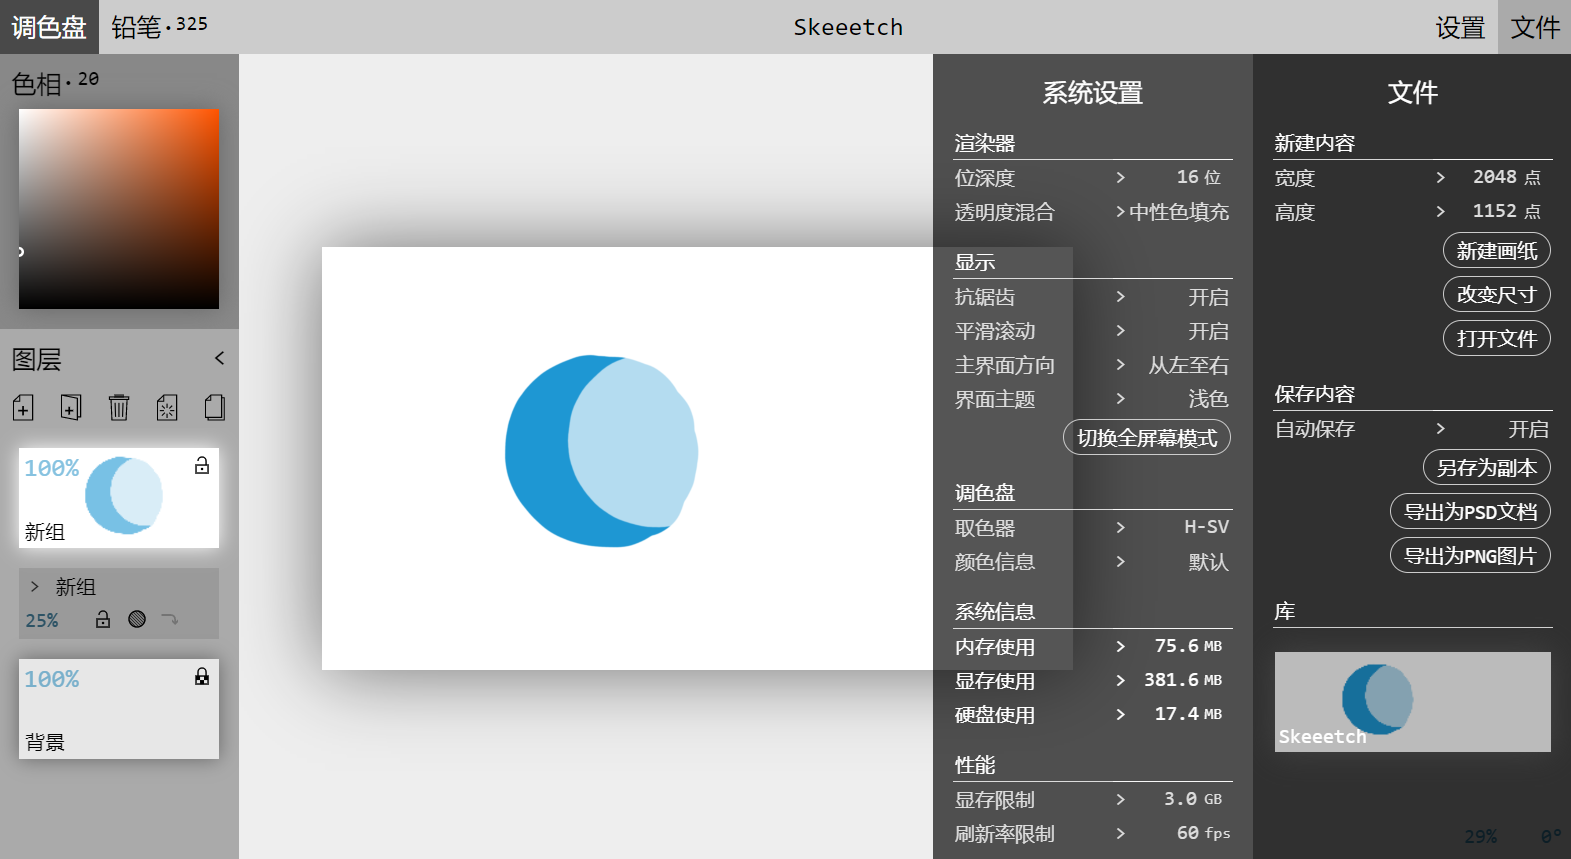 调色盘 铅笔·325 Skeeetch 设置 文件
色相·20
图层
100%
新组
新组
25%
100%
背景
系统设置
渲染器
位深度 > 16 位
透明度混合 >中性色填充
显示
抗锯齿 > 开启
平滑滚动 > 开启
主界面方向 > 从左至右
界面主题 > 浅色
切换全屏幕模式
调色盘
取色器 > H-SV
颜色信息 > 默认
系统信息
内存使用 > 75.6 MB
显存使用 > 381.6 MB
硬盘使用 > 17.4 MB
性能
显存限制 > 3.0 GB
刷新率限制 > 60 fps
文件
新建内容
宽度 > 2048 点
高度 > 1152 点
新建画纸
改变尺寸
打开文件
保存内容
自动保存 > 开启
另存为副本
导出为PSD文档
导出为PNG图片
库
Skeeetch
29% 0°